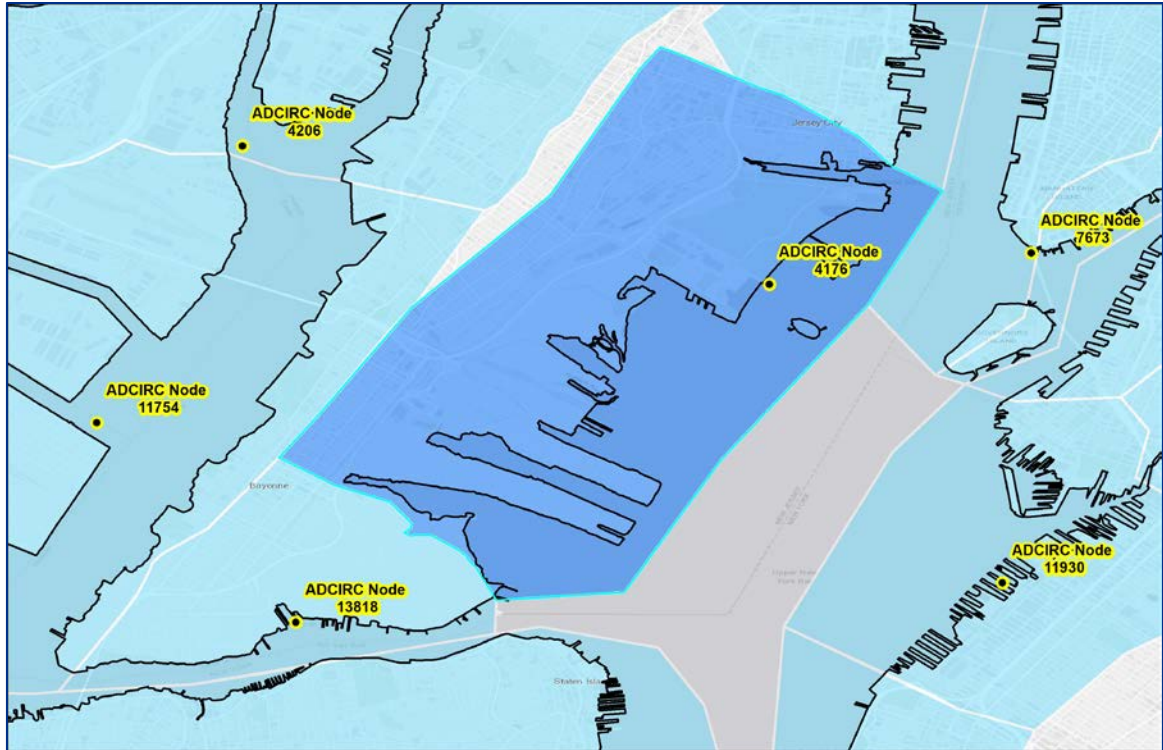 ADCIRC Node
4206
Jersey City
ADCIRC Node
7673
ADCIRC Node
4176
ADCIRC Node
11754
Bayonne
ADCIRC Node
11930
ADCIRC Node
13818
Staten Isla